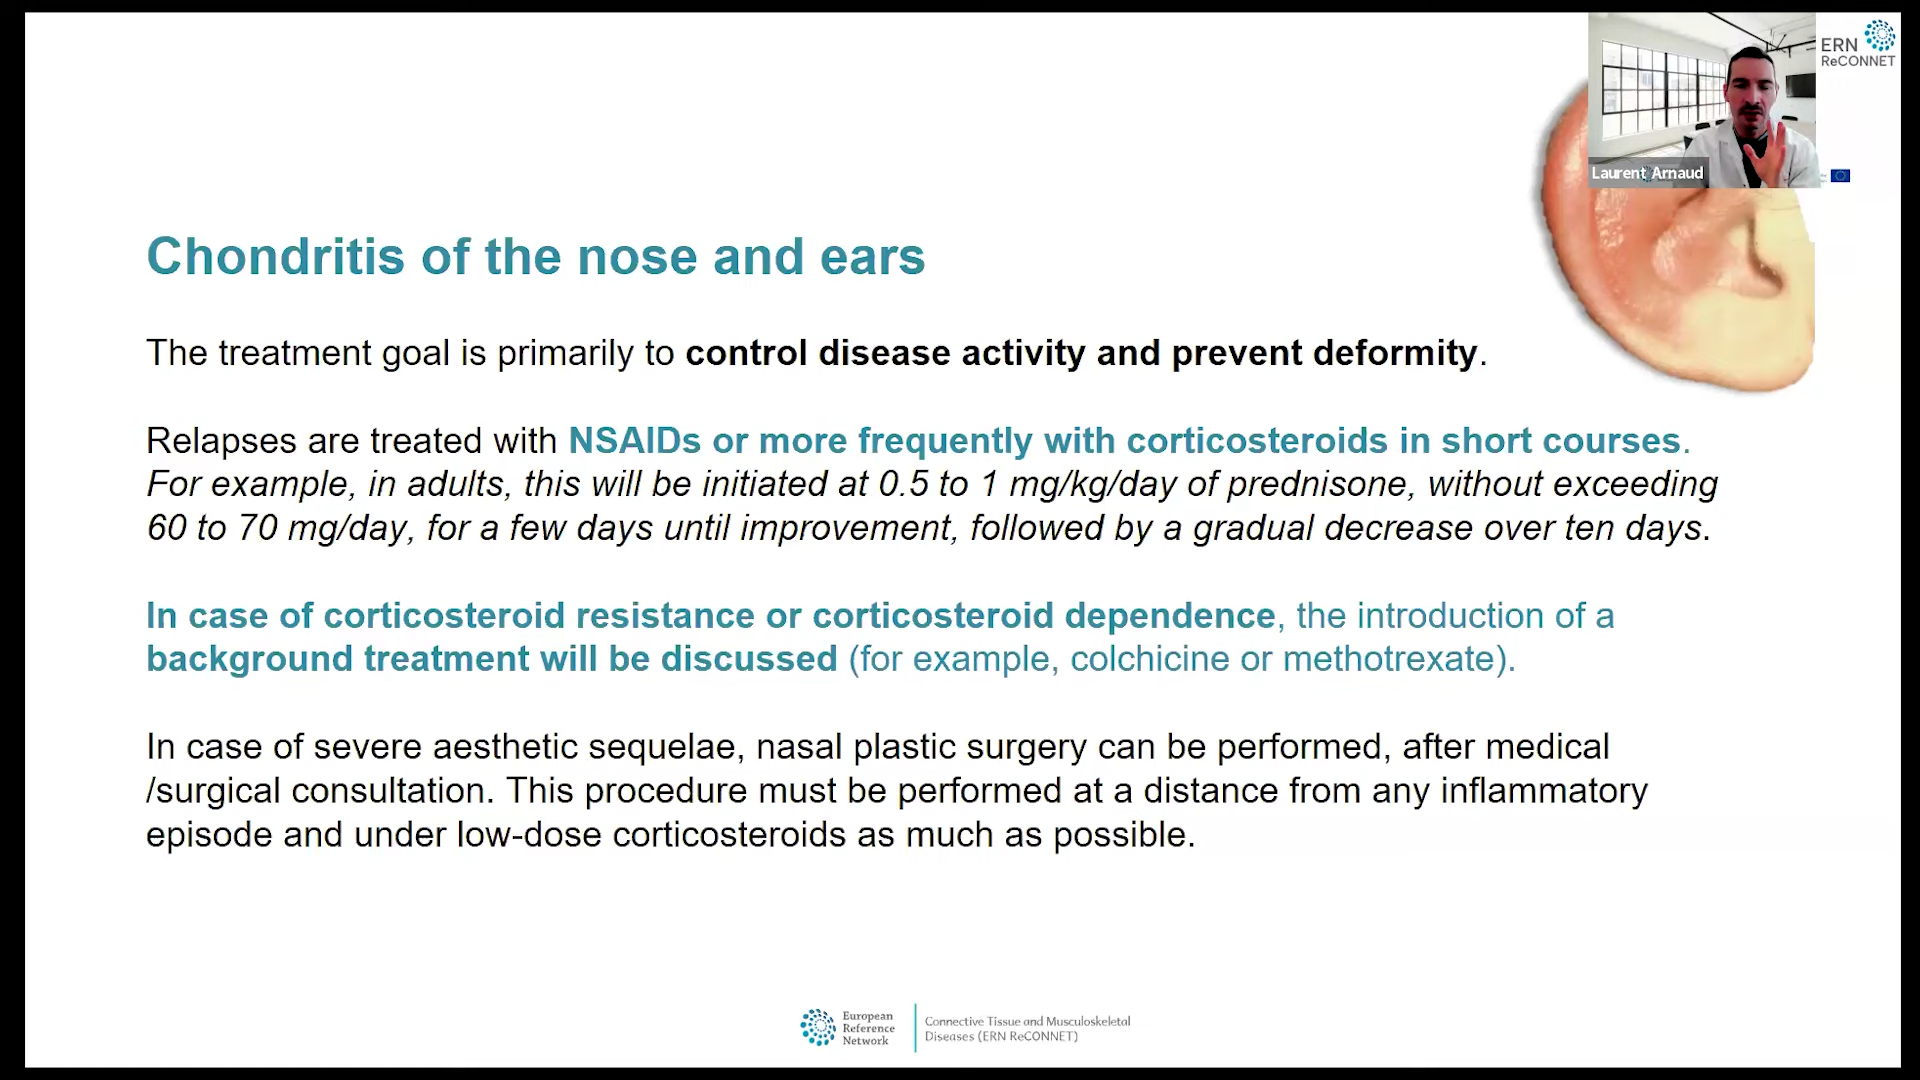 ERN
ReCONNET
Laurent Arnaud
Chondritis of the nose and ears
The treatment goal is primarily to control disease activity and prevent deformity.
Relapses are treated with NSAIDs or more frequently with corticosteroids in short courses.
For example, in adults, this will be initiated at 0.5 to 1 mg/kg/day of prednisone, without exceeding
60 to 70 mg/day, for a few days until improvement, followed by a gradual decrease over ten days.
In case of corticosteroid resistance or corticosteroid dependence, the introduction of a
background treatment will be discussed (for example, colchicine or methotrexate).
In case of severe aesthetic sequelae, nasal plastic surgery can be performed, after medical
/surgical consultation. This procedure must be performed at a distance from any inflammatory
episode and under low-dose corticosteroids as much as possible.
European
Reference
Network
Connective Tissue and Musculoskeletal
Diseases (ERN ReCONNET)